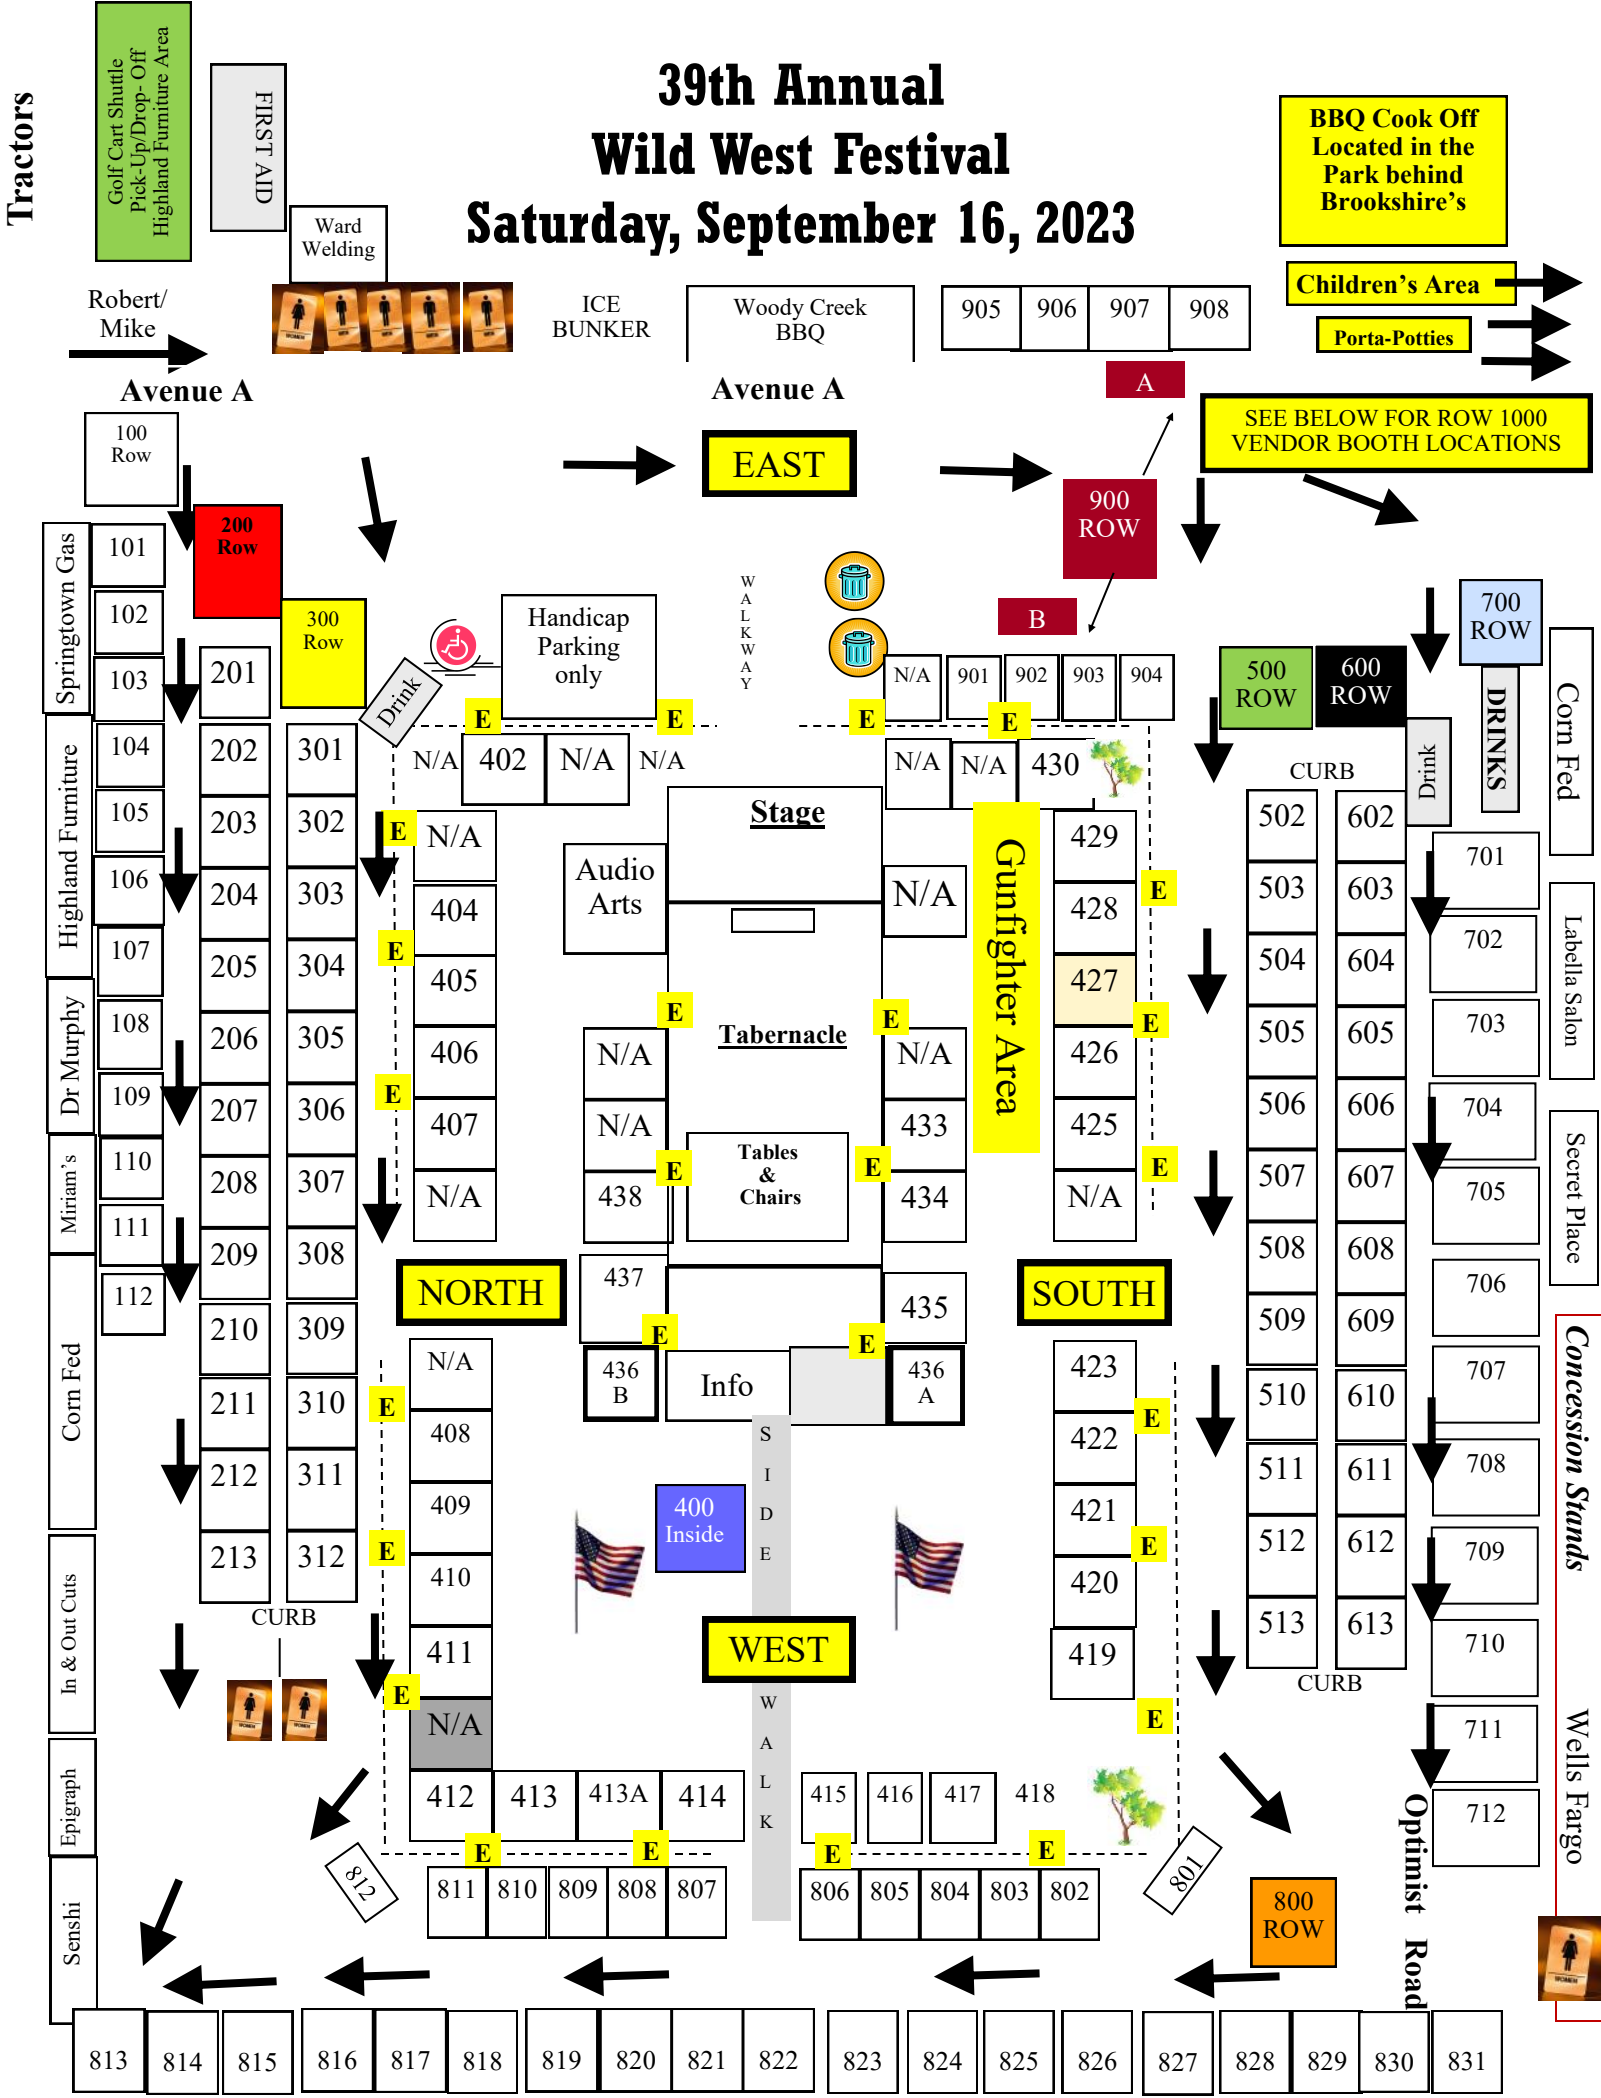 39th Annual
Wild West Festival
Saturday, September 16, 2023
Tractors
Golf Cart Shuttle
Pick-Up/Drop- Off
Highland Furniture Area
FIRST AID
Ward
Welding
BBQ Cook Off
Located in the
Park behind
Brookshire's
Children's Area
Porta-Potties
Robert/
Mike
ICE
BUNKER
Woody Creek
BBQ
905
906
907
908
Avenue A
Avenue A
A
SEE BELOW FOR ROW 1000
VENDOR BOOTH LOCATIONS
EAST
100
Row
200
Row
300
Row
900
ROW
B
700
ROW
500
ROW
600
ROW
Springtown Gas
Highland Furniture
Dr Murphy
Miriam's
Corn Fed
In & Out Cuts
Epigraph
Senshi
101
102
103
104
105
106
107
108
109
110
111
112
201
202
203
204
205
206
207
208
209
210
211
212
213
301
302
303
304
305
306
307
308
309
310
311
312
CURB
WOMEN
WOMEN
Drink
Handicap
Parking
only
WALKWAY
N/A
901
902
903
904
E
E
E
E
N/A
402
N/A
N/A
N/A
N/A
430
Stage
Audio
Arts
N/A
Tabernacle
Tables
&
Chairs
Gunfighter Area
E
N/A
404
E
405
406
E
407
N/A
E
N/A
N/A
438
437
E
E
436
B
Info
E
N/A
433
E
434
435
E
436
A
429
428
E
427
E
426
425
E
N/A
NORTH
SOUTH
N/A
E
408
409
E
410
411
E
N/A
412
413
413A
414
E
E
400
Inside
SIDE
WEST
WALK
423
E
422
421
E
420
419
E
415
416
417
418
E
E
812
811
810
809
808
807
806
805
804
803
802
801
CURB
502
503
504
505
506
507
508
509
510
511
512
513
602
603
604
605
606
607
608
609
610
611
612
613
CURB
Drink
DRINKS
701
702
703
704
705
706
707
708
709
710
711
712
Corn Fed
Labella Salon
Secret Place
Concession Stands
Wells Fargo
Optimist Road
800
ROW
WOMEN
813
814
815
816
817
818
819
820
821
822
823
824
825
826
827
828
829
830
831